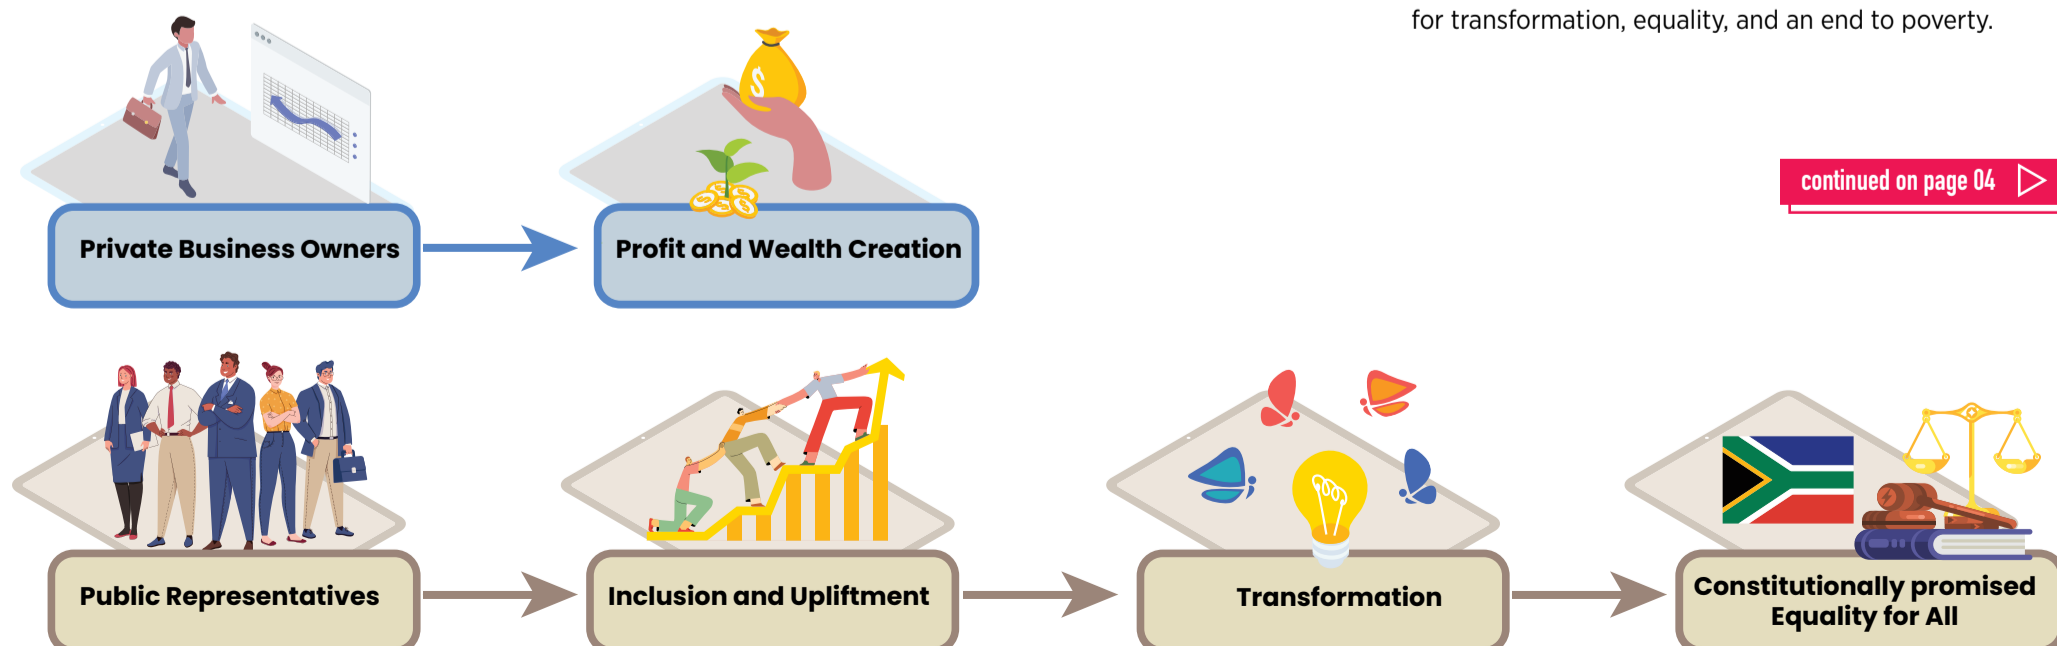 for transformation, equality, and an end to poverty.
continued on page 04
Private Business Owners
Profit and Wealth Creation
Public Representatives
Inclusion and Upliftment
Transformation
Constitutionally promised
Equality for All